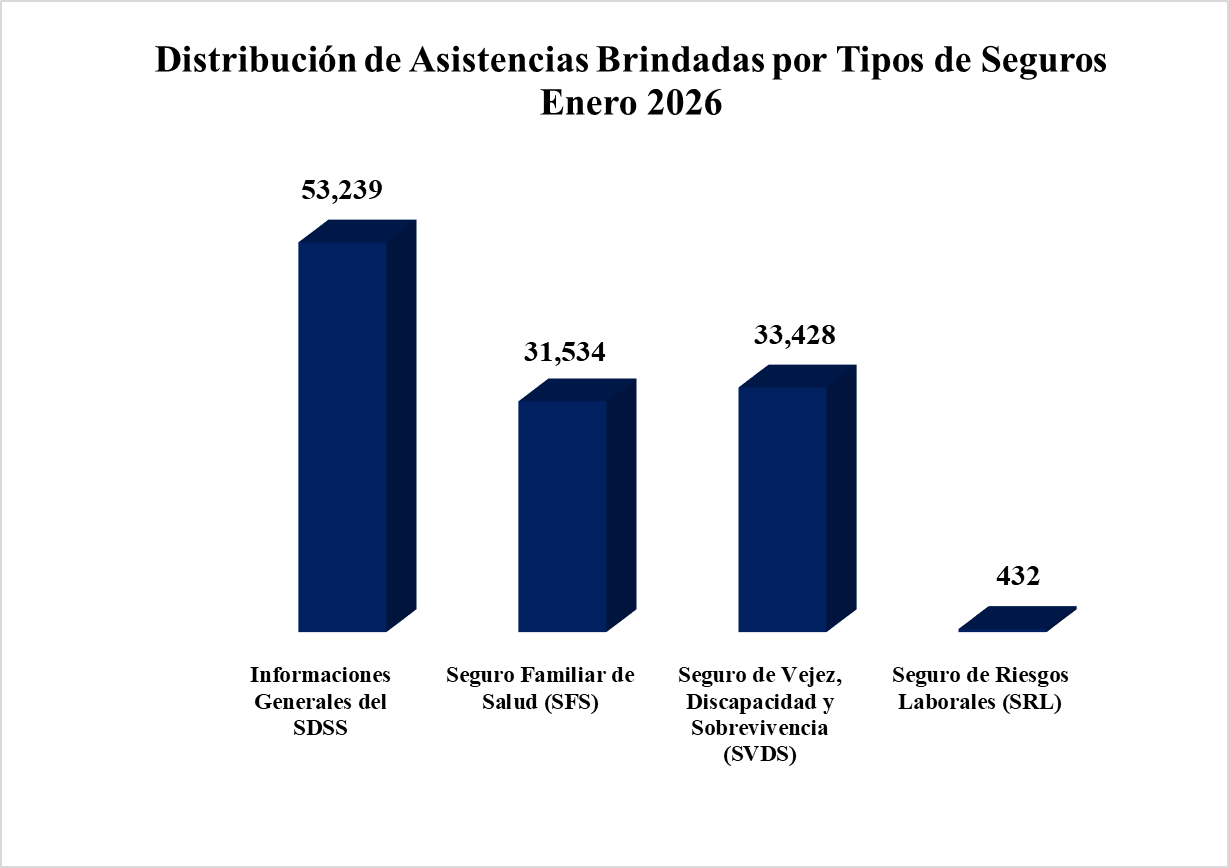 Distribución de Asistencias Brindadas por Tipos de Seguros
Enero 2026
53,239
31,534
33,428
432
Informaciones
Generales del
SDSS
Seguro Familiar de
Salud (SFS)
Seguro de Vejez,
Discapacidad y
Sobrevivencia
(SVDS)
Seguro de Riesgos
Laborales (SRL)